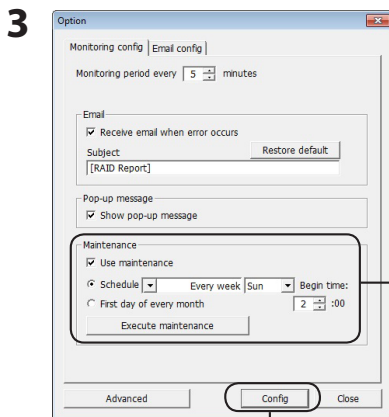 3
Option
Monitoring config Email config
Monitoring period every 5 minutes
Email
Receive email when error occurs
Subject Restore default
[RAID Report]
Pop-up message
Show pop-up message
Maintenance
Use maintenance
Schedule Every week Sun Begin time:
First day of every month 2 :00
Execute maintenance
Advanced Config Close